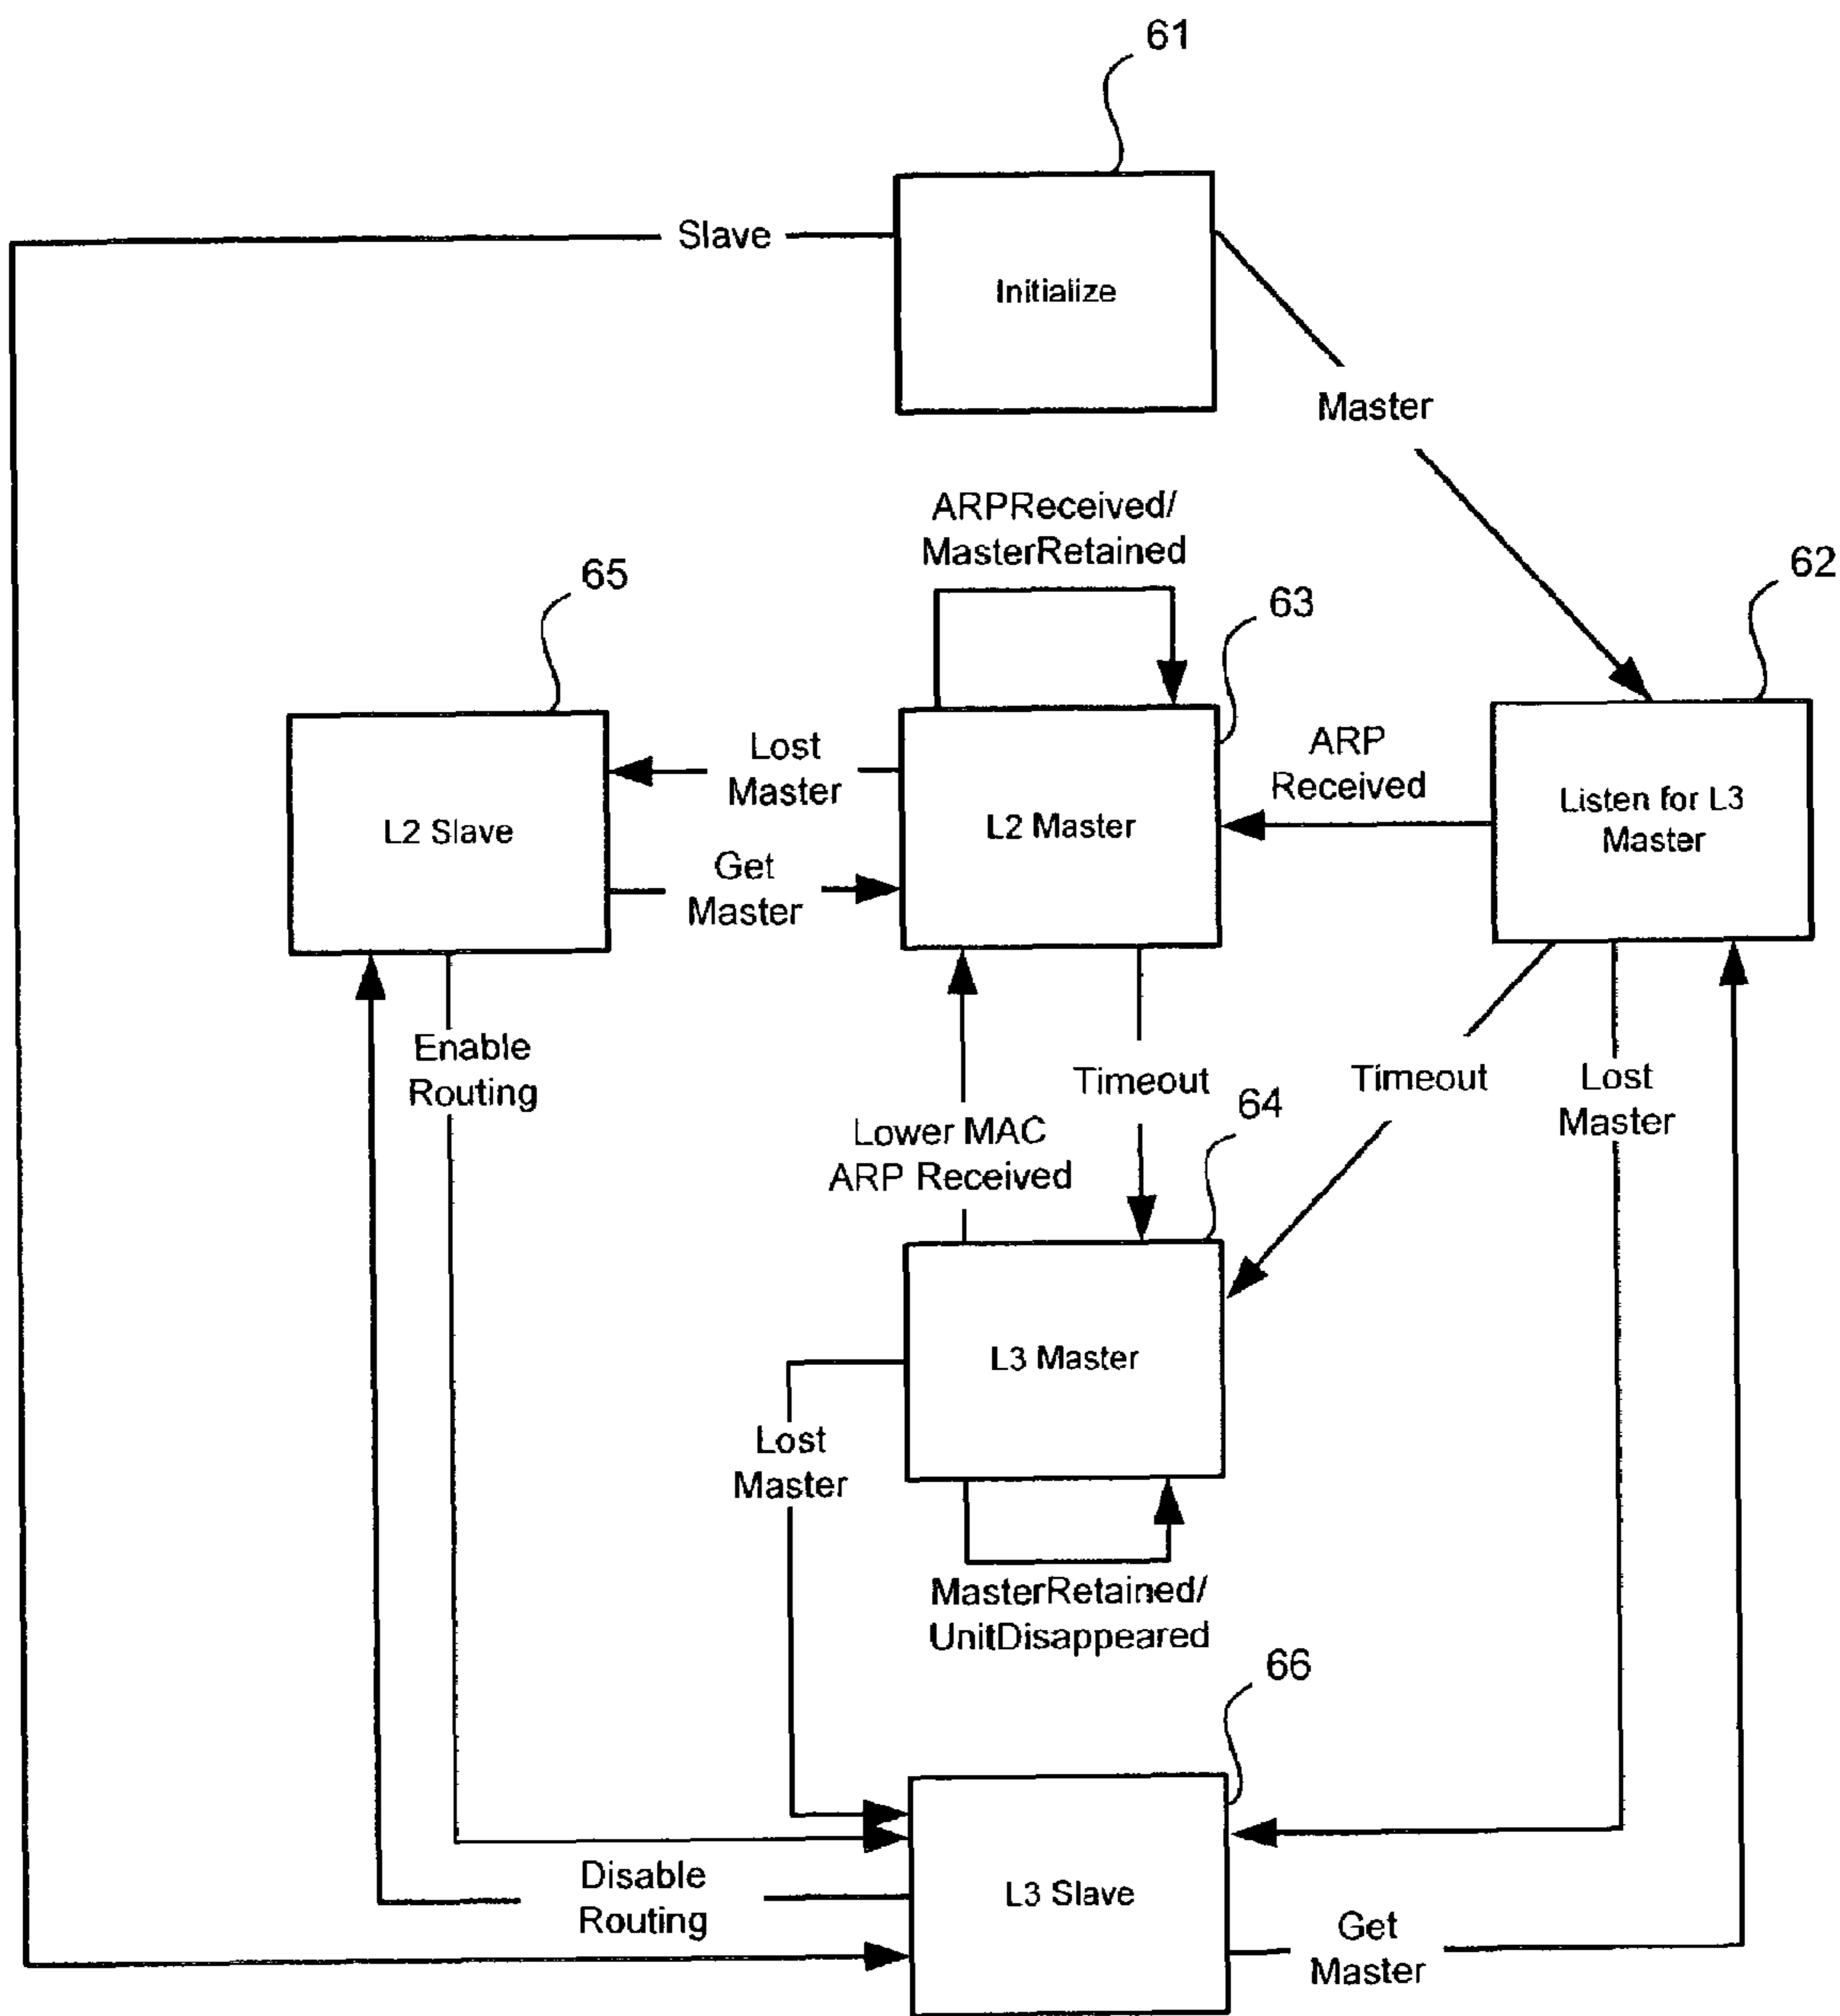 61
Slave
Initialize
Master
ARPReceived/
MasterRetained
65
63
62
Lost
Master
ARP
Received
L2 Slave
L2 Master
Listen for L3
Master
Get
Master
Enable
Routing
Timeout
Timeout
Lost
Master
64
Lower MAC
ARP Received
L3 Master
Lost
Master
MasterRetained/
UnitDisappeared
66
Disable
Routing
L3 Slave
Get
Master